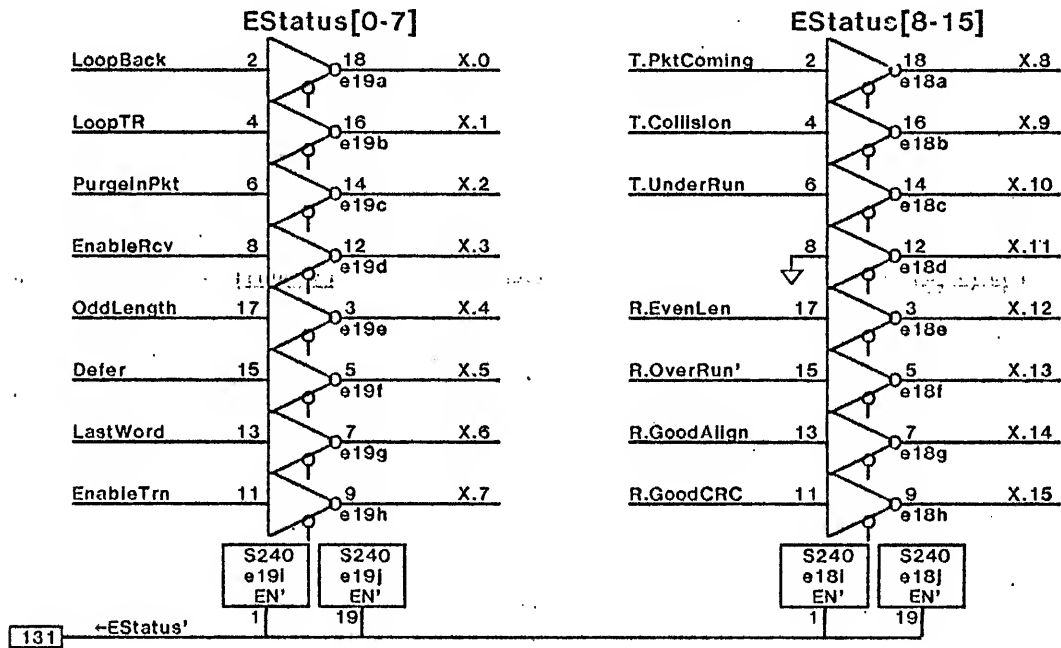 EStatus[0-7]
LoopBack 2 18 X.0
e19a
LoopTR 4 16 X.1
e19b
PurgeInPkt 6 14 X.2
e19c
EnableRcv 8 12 X.3
e19d
OddLength 17 3 X.4
e19e
Defer 15 5 X.5
e19f
LastWord 13 7 X.6
e19g
EnableTrn 11 9 X.7
e19h
S240
e19i
EN'
1
S240
e19j
EN'
19
EStatus[8-15]
T.PktComing 2 18 X.8
e18a
T.Collision 4 16 X.9
e18b
T.UnderRun 6 14 X.10
e18c
8 12 X.11
e18d
R.EvenLen 17 3 X.12
e18e
R.OverRun' 15 5 X.13
e18f
R.GoodAlign 13 7 X.14
e18g
R.GoodCRC 11 9 X.15
e18h
S240
e18i
EN'
1
S240
e18j
EN'
19
131 ←EStatus'